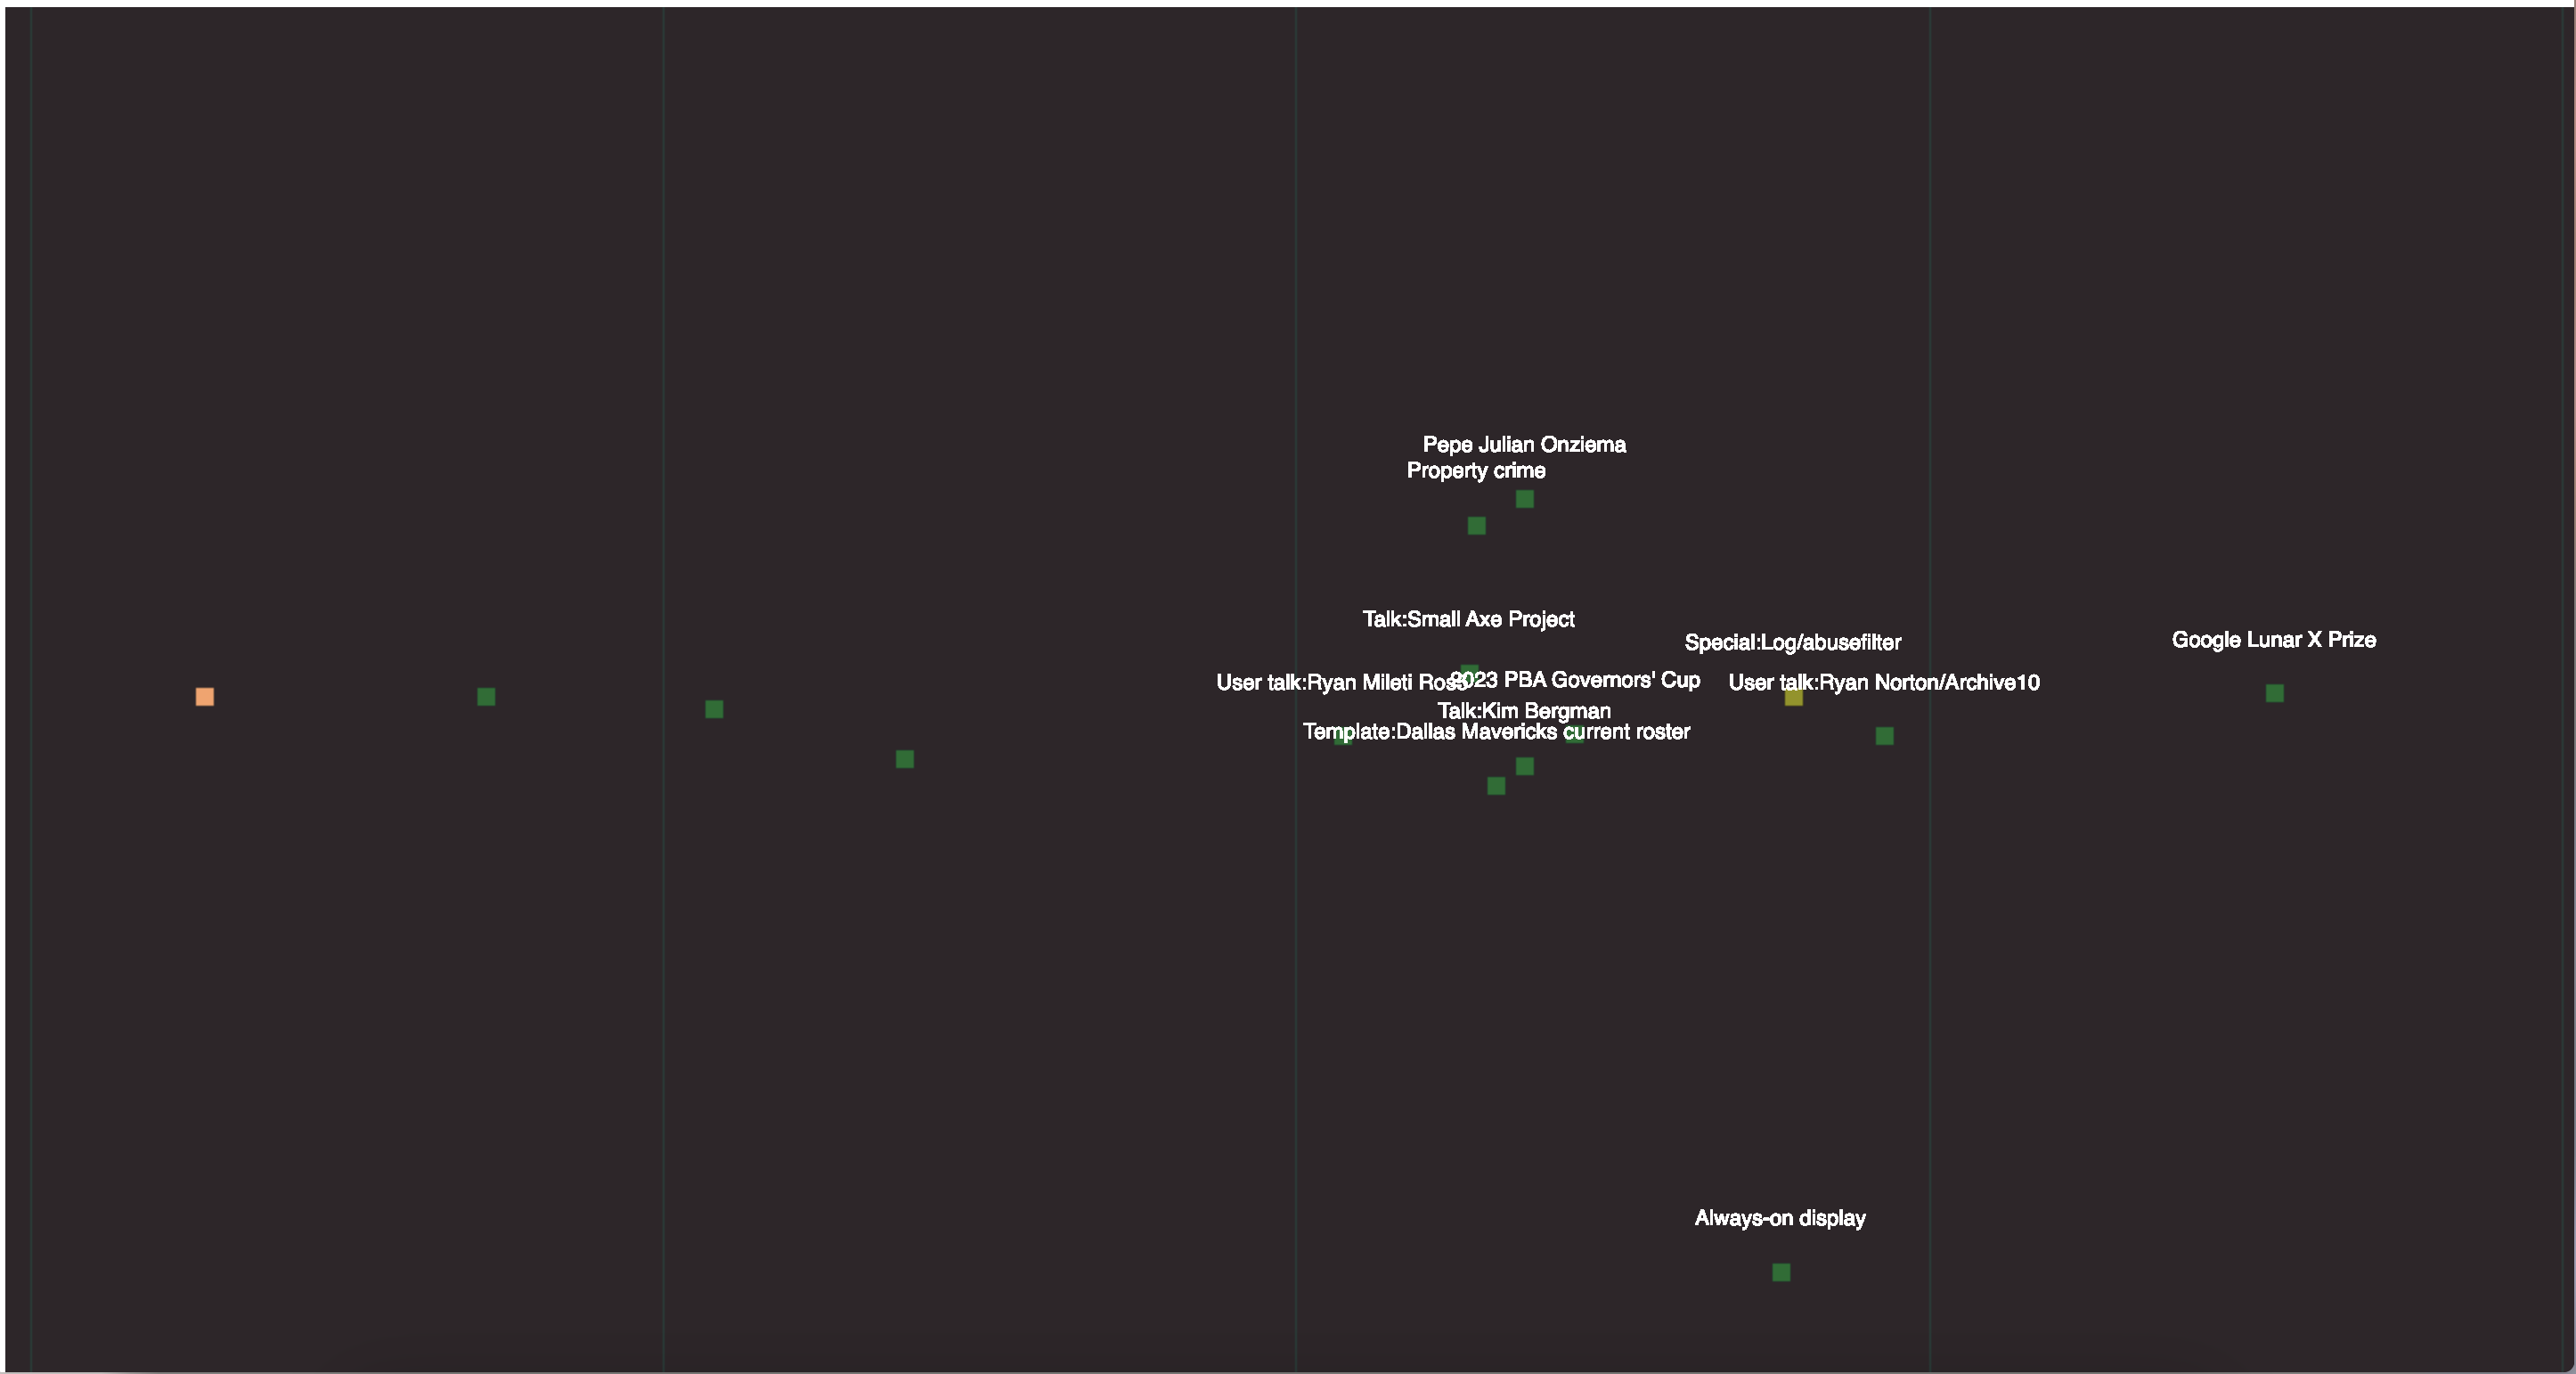 Pepe Julian Onziema
Property crime
Talk:Small Axe Project
Special:Log/abusefilter
Google Lunar X Prize
User talk:Ryan Mileti Ross
2023 PBA Governors' Cup
User talk:Ryan Norton/Archive10
Talk:Kim Bergman
Template:Dallas Mavericks current roster
Always-on display